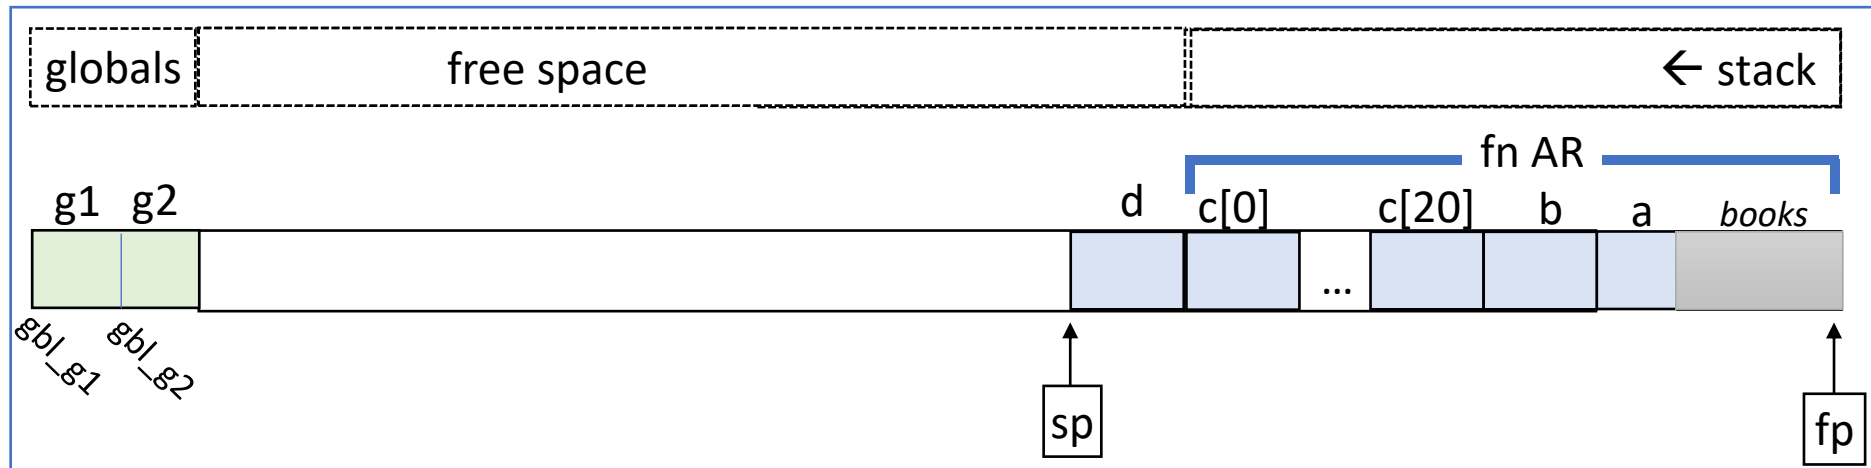 globals free space ← stack
fn AR
g1 g2 d c[0] c[20] b a books
...
gbl_g1 gbl_g2
sp fp